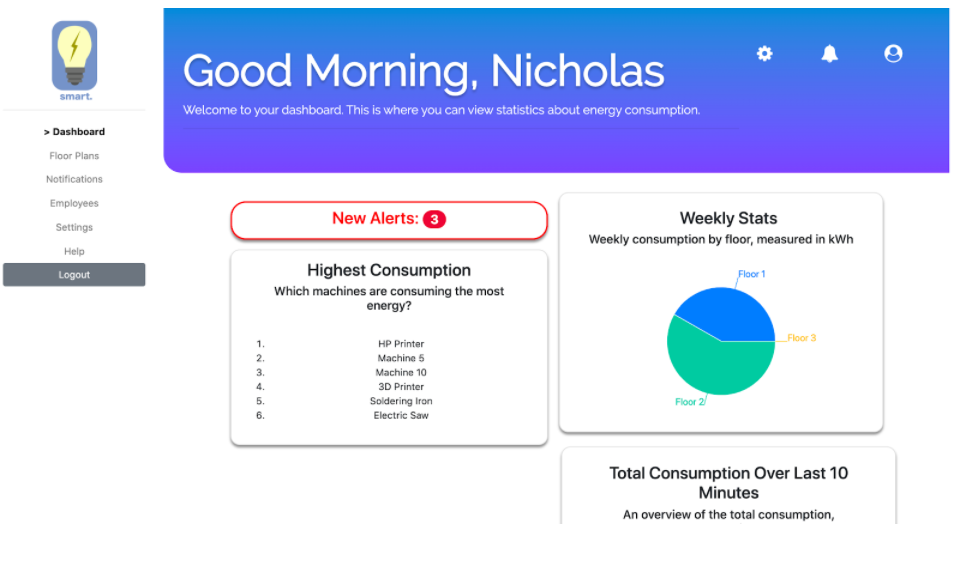 smart.
> Dashboard
Floor Plans
Notifications
Employees
Settings
Help
Logout
Good Morning, Nicholas
Welcome to your dashboard. This is where you can view statistics about energy consumption.
New Alerts: 3
Highest Consumption
Which machines are consuming the most
energy?
1. HP Printer
2. Machine 5
3. Machine 10
4. 3D Printer
5. Soldering Iron
6. Electric Saw
Weekly Stats
Weekly consumption by floor, measured in kWh
Floor 1
Floor 3
Floor 2
Total Consumption Over Last 10
Minutes
An overview of the total consumption,